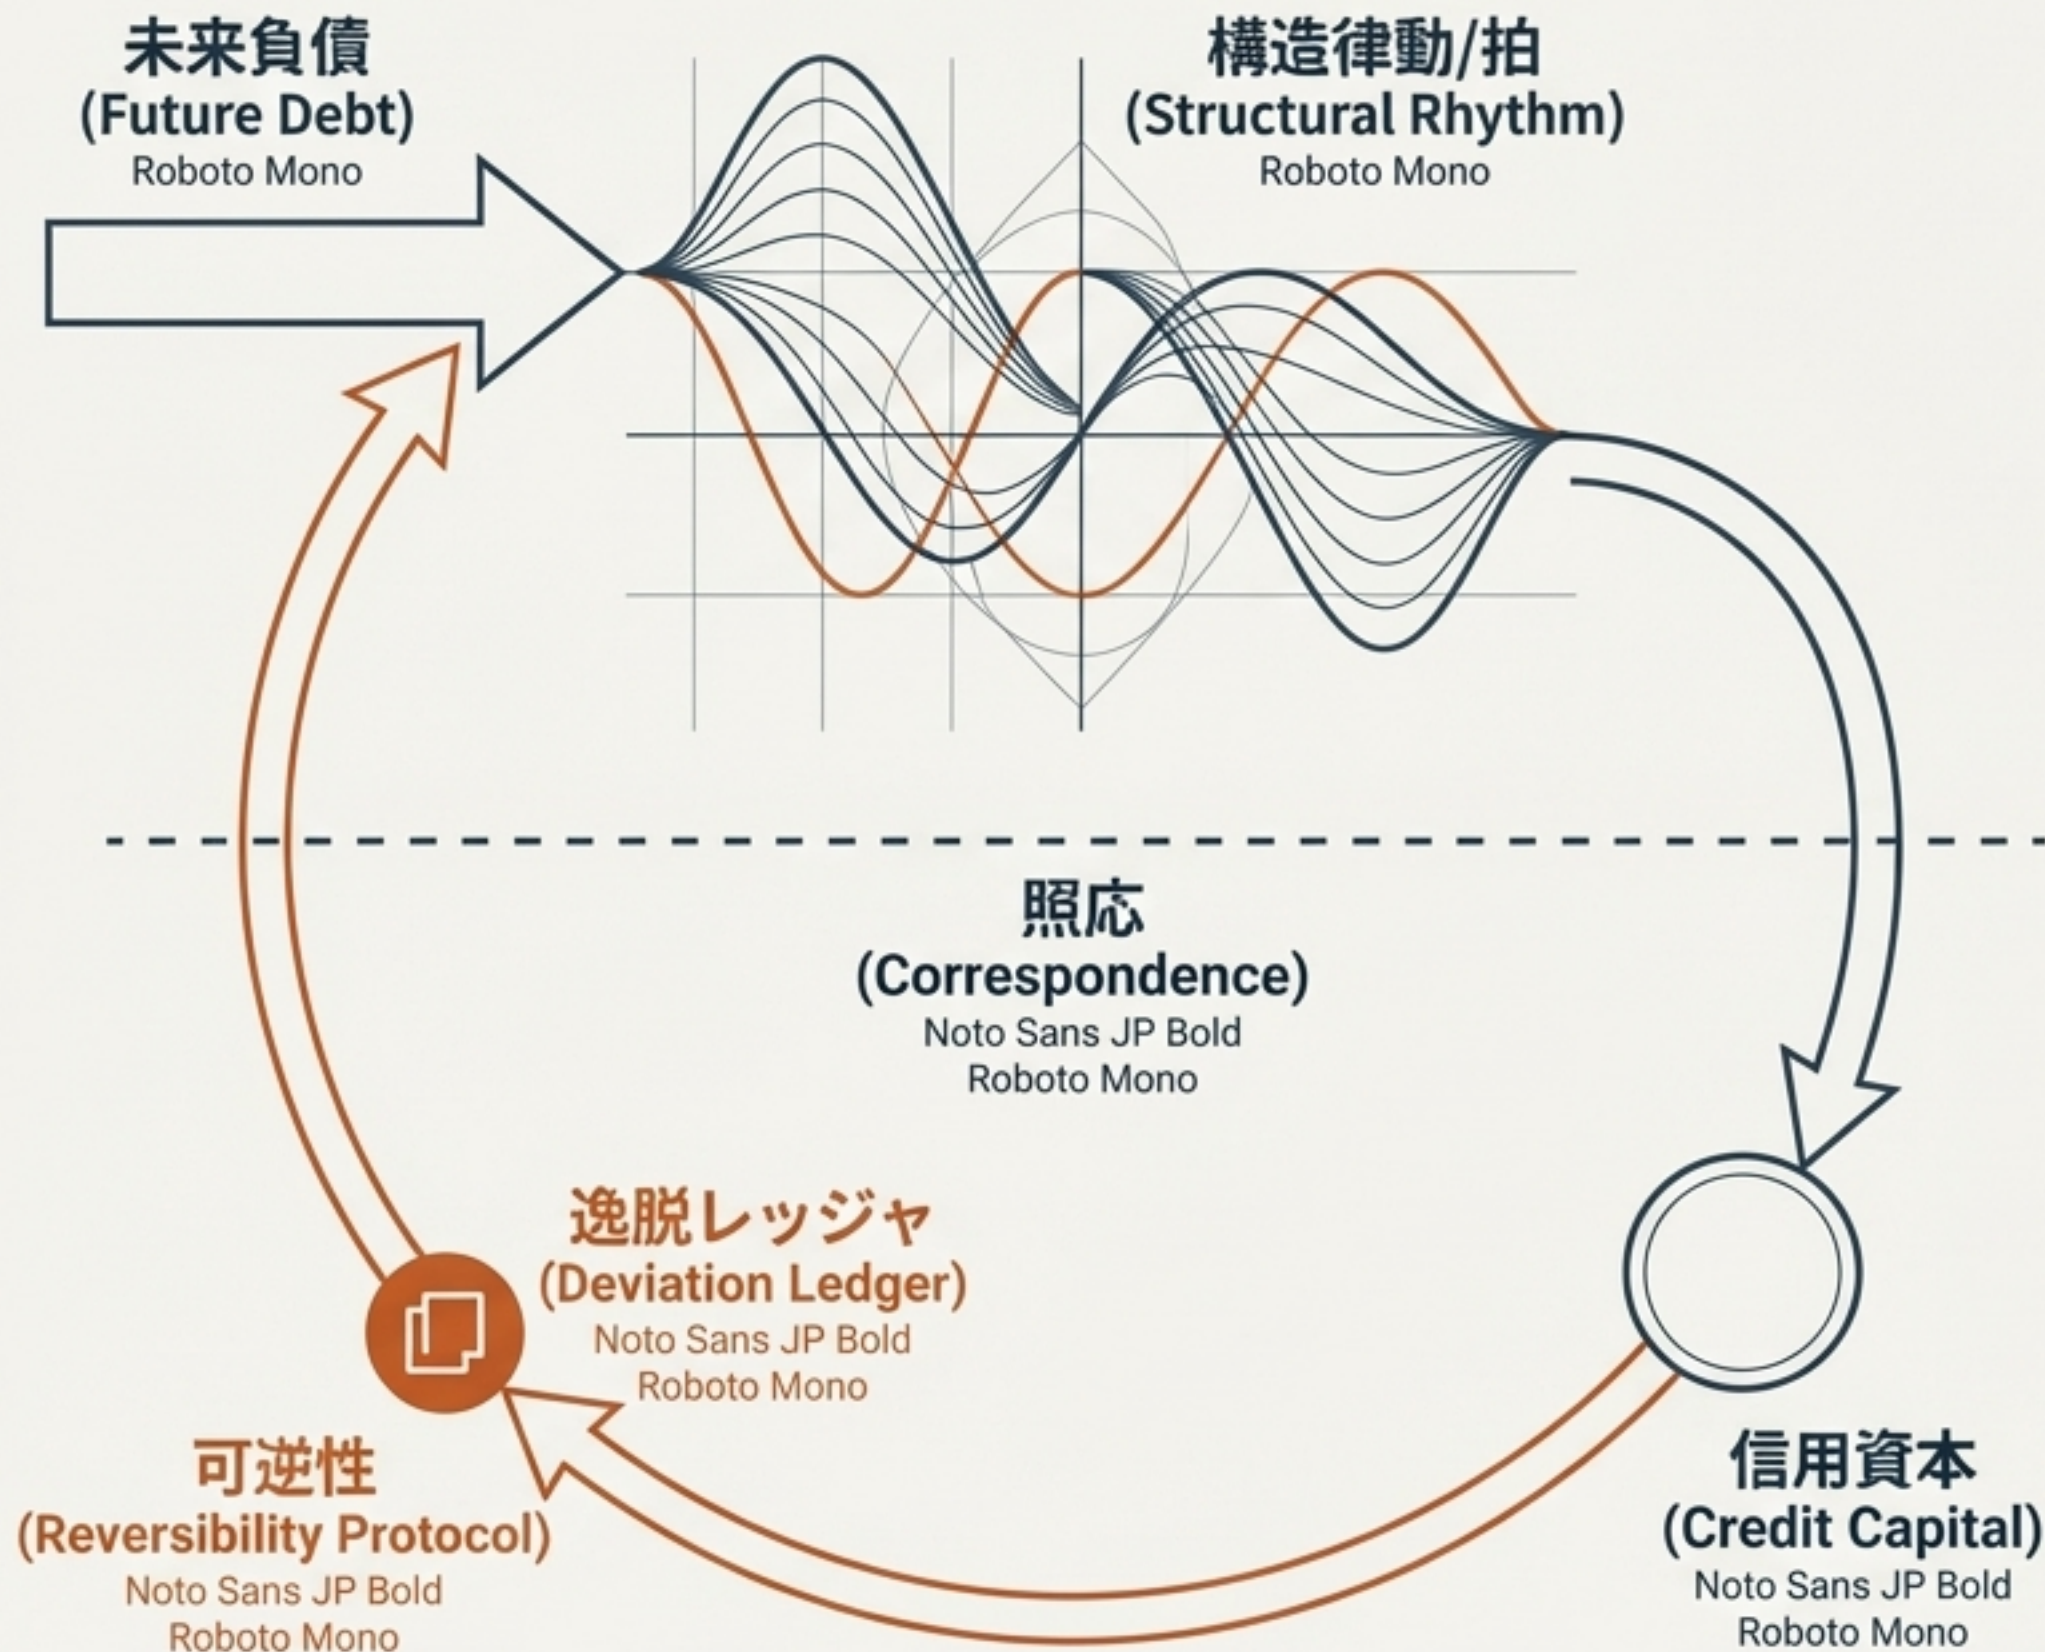 未来負債
(Future Debt)
Roboto Mono
構造律動/拍
(Structural Rhythm)
Roboto Mono
照応
(Correspondence)
Noto Sans JP Bold
Roboto Mono
逸脱レッジャ
(Deviation Ledger)
Noto Sans JP Bold
Roboto Mono
可逆性
(Reversibility Protocol)
Noto Sans JP Bold
Roboto Mono
信用資本
(Credit Capital)
Noto Sans JP Bold
Roboto Mono